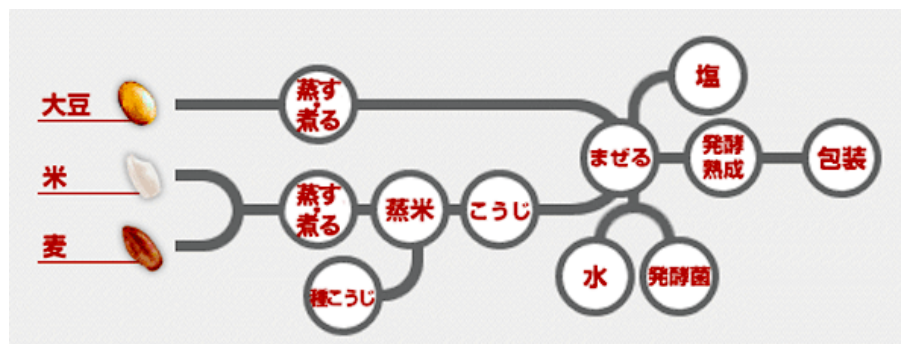 大豆
蒸す
・
煮る
塩
まぜる
発酵
熟成
包装
米
蒸す
・
煮る
蒸米
こうじ
麦
種こうじ
水
発酵菌